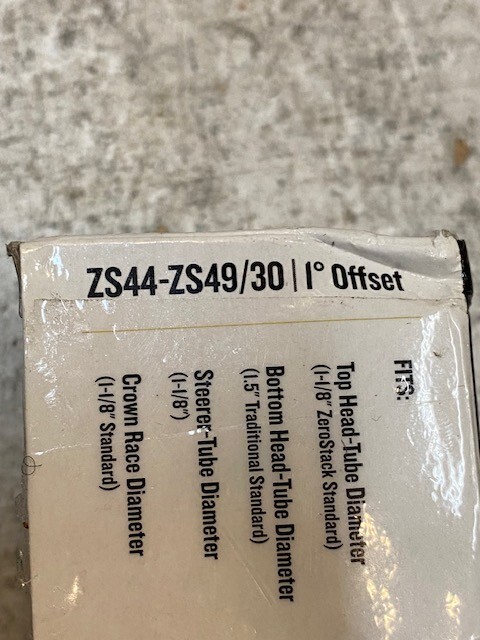 ZS44-ZS49/30 | 1° Offset
FITS:
Top Head-Tube Diameter
(1-1/8" ZeroStack Standard)
Bottom Head-Tube Diameter
(1.5" Traditional Standard)
Steerer-Tube Diameter
(1-1/8")
Crown Race Diameter
(1-1/8" Standard)